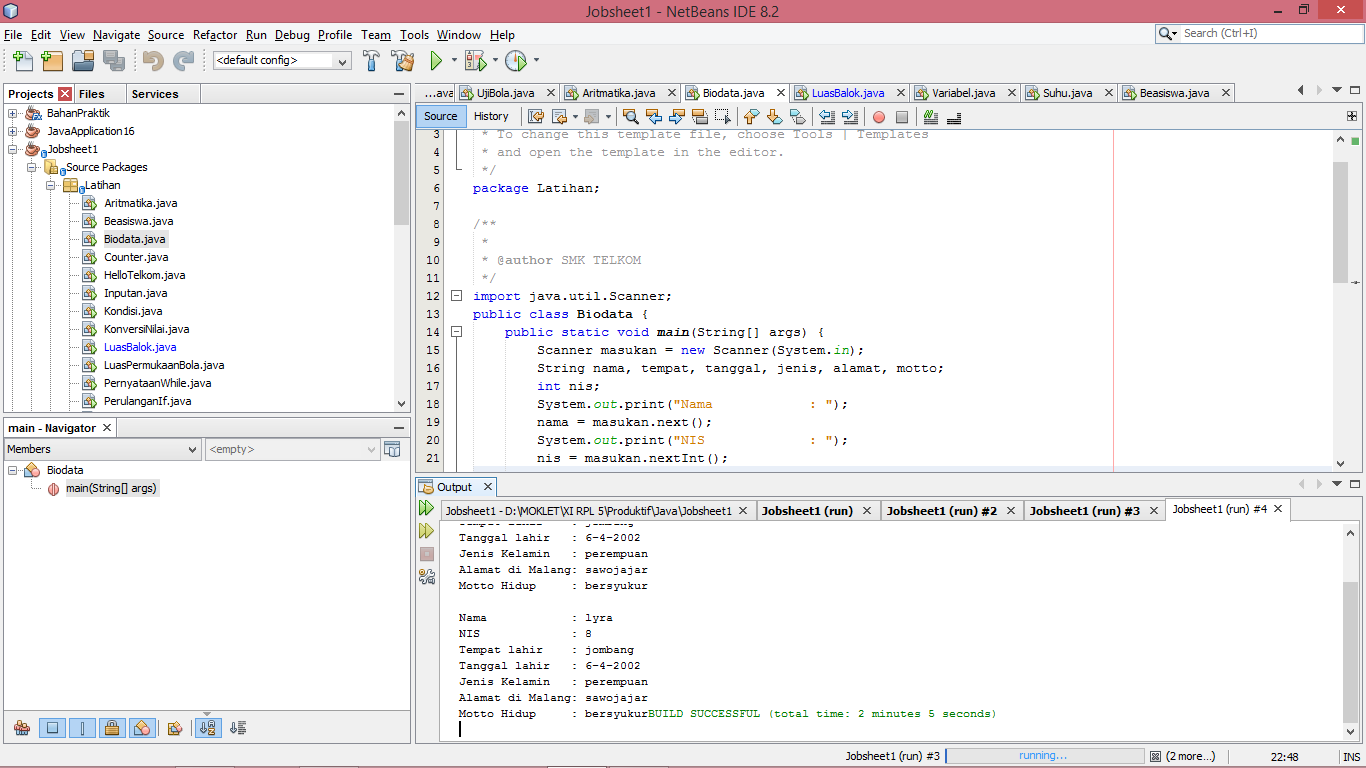 Jobsheet1 - NetBeans IDE 8.2
File Edit View Navigate Source Refactor Run Debug Profile Team Tools Window Help
Search (Ctrl+I)
<default config>
Projects Files Services
BahanPraktik
JavaApplication16
Jobsheet1
Source Packages
Latihan
Aritmatika.java
Beasiswa.java
Biodata.java
Counter.java
HelloTelkom.java
Inputan.java
Kondisi.java
KonversiNilai.java
LuasBalok.java
LuasPermukaanBola.java
PernyataanWhile.java
PerulanganIf.java
main - Navigator
Members <empty>
Biodata
main(String[] args)
...ava UjiBola.java Aritmatika.java Biodata.java LuasBalok.java Variabel.java Suhu.java Beasiswa.java
Source History
3 * To change this template file, choose Tools | Templates
4 * and open the template in the editor.
5 */
6 package Latihan;
7
8 /**
9 *
10 * @author SMK TELKOM
11 */
12 import java.util.Scanner;
13 public class Biodata {
14 public static void main(String[] args) {
15 Scanner masukan = new Scanner(System.in);
16 String nama, tempat, tanggal, jenis, alamat, motto;
17 int nis;
18 System.out.print("Nama : ");
19 nama = masukan.next();
20 System.out.print("NIS : ");
21 nis = masukan.nextInt();
Output
Jobsheet1 - D:\MOKLET\XI RPL 5\Produktif\Java\Jobsheet1 Jobsheet1 (run) Jobsheet1 (run) #2 Jobsheet1 (run) #3 Jobsheet1 (run) #4
Tempat lahir : jombang
Tanggal lahir : 6-4-2002
Jenis Kelamin : perempuan
Alamat di Malang: sawojajar
Motto Hidup : bersyukur
Nama : lyra
NIS : 8
Tempat lahir : jombang
Tanggal lahir : 6-4-2002
Jenis Kelamin : perempuan
Alamat di Malang: sawojajar
Motto Hidup : bersyukurBUILD SUCCESSFUL (total time: 2 minutes 5 seconds)
Jobsheet1 (run) #3 running... (2 more...) 22:48 INS